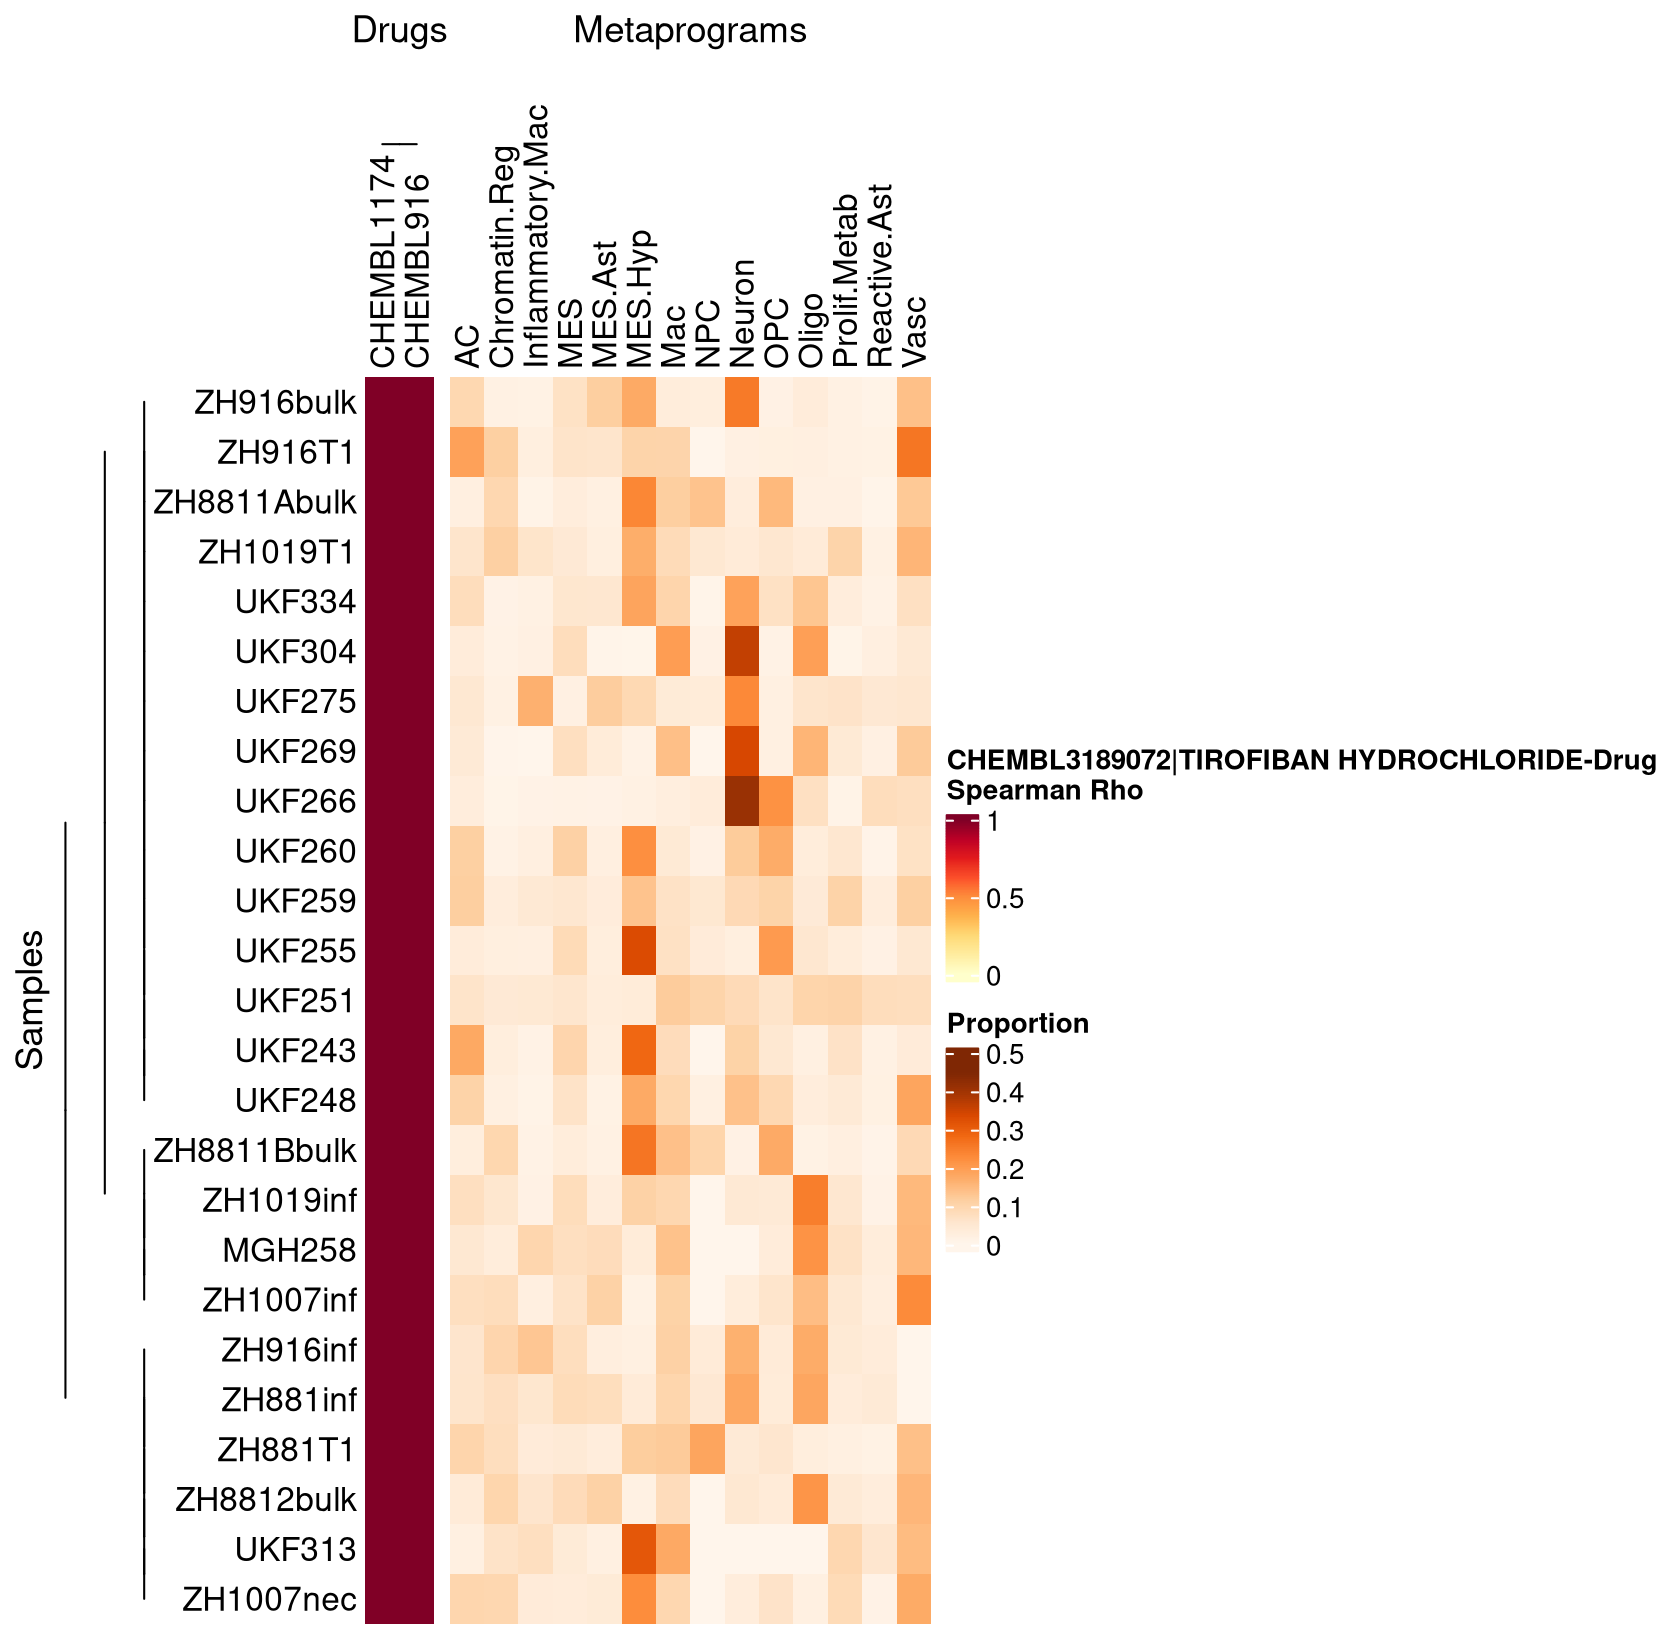 Drugs
Metaprograms
CHEMBL1174 |
CHEMBL916 |
AC
Chromatin.Reg
Inflammatory.Mac
MES
MES.Ast
MES.Hyp
Mac
NPC
Neuron
OPC
Oligo
Prolif.Metab
Reactive.Ast
Vasc
Samples
ZH916bulk
ZH916T1
ZH8811Abulk
ZH1019T1
UKF334
UKF304
UKF275
UKF269
UKF266
UKF260
UKF259
UKF255
UKF251
UKF243
UKF248
ZH8811Bbulk
ZH1019inf
MGH258
ZH1007inf
ZH916inf
ZH881inf
ZH881T1
ZH8812bulk
UKF313
ZH1007nec
CHEMBL3189072|TIROFIBAN HYDROCHLORIDE-Drug
Spearman Rho
1
0.5
0
Proportion
0.5
0.4
0.3
0.2
0.1
0